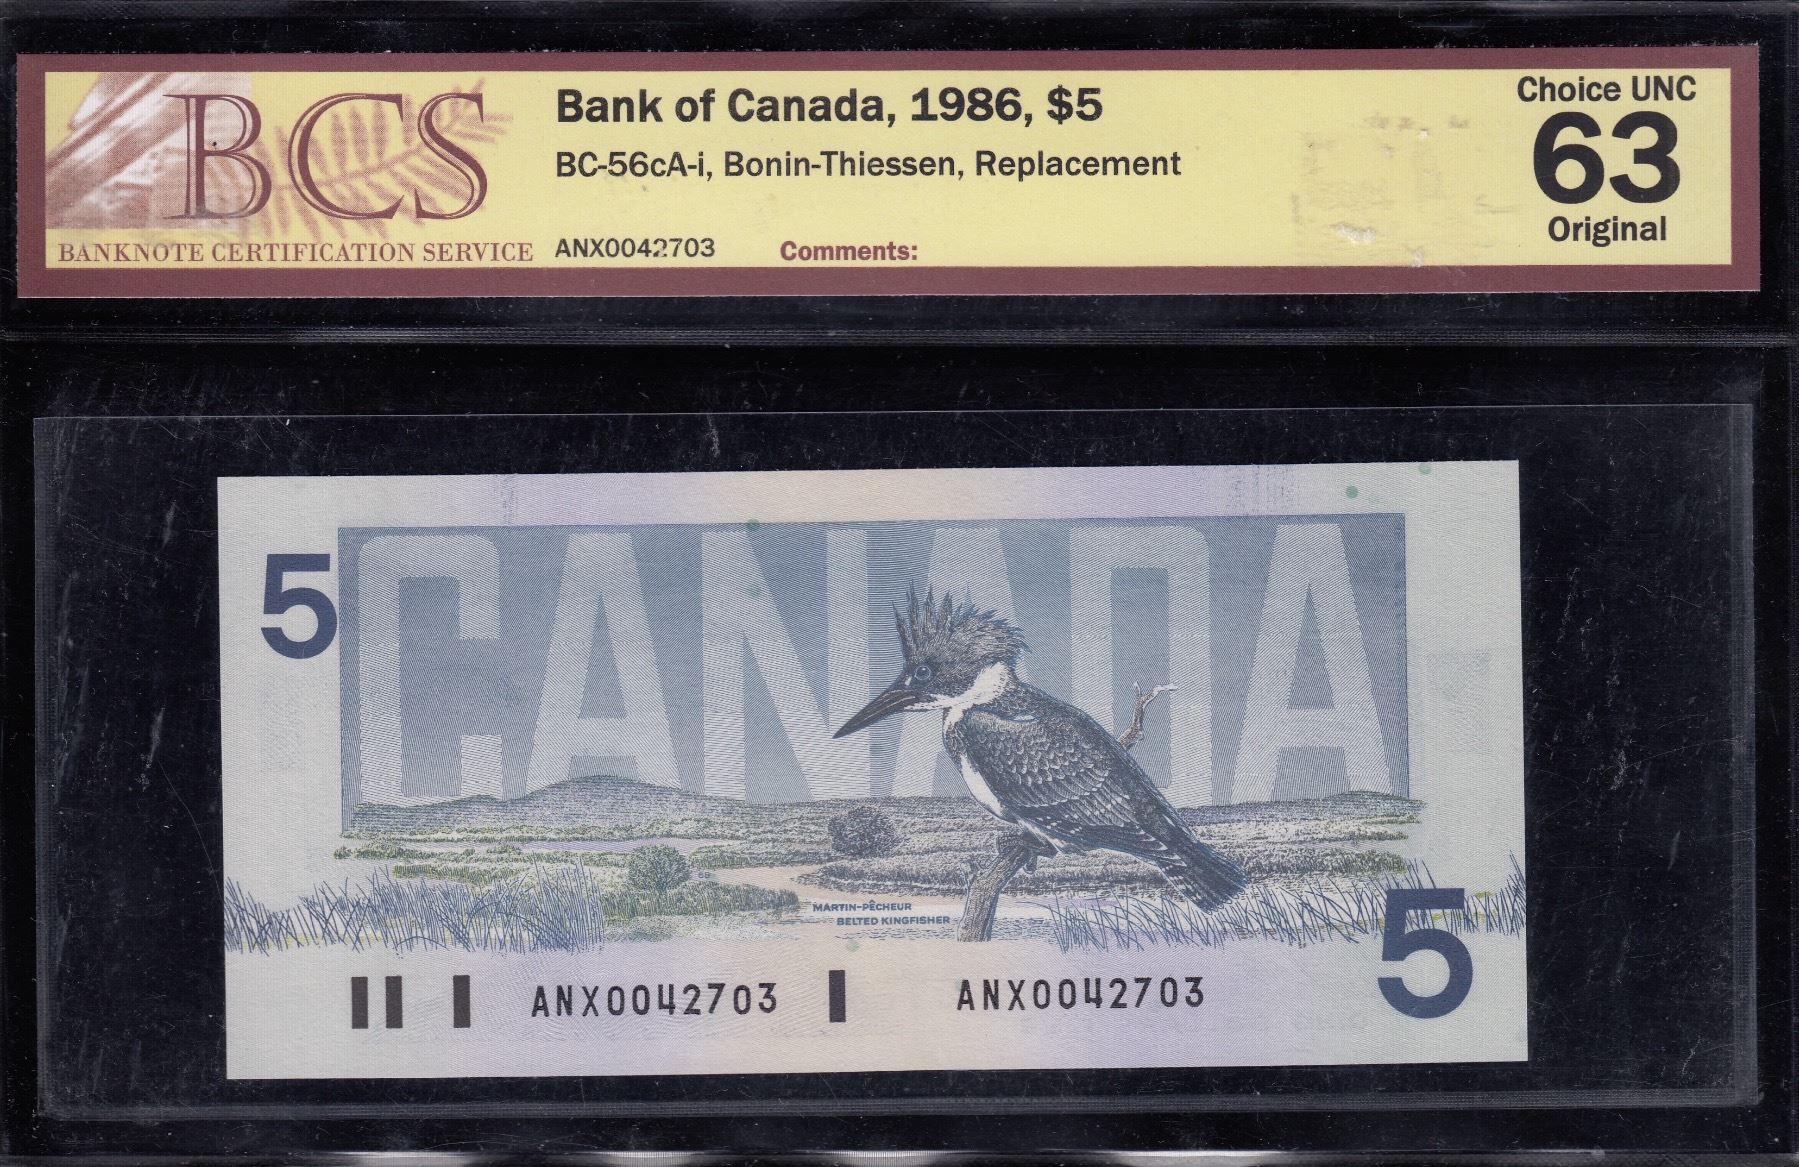 BCS
BANKNOTE CERTIFICATION SERVICE
Bank of Canada, 1986, $5
BC-56cA-i, Bonin-Thiessen, Replacement
ANX0042703 Comments:
Choice UNC
63
Original
5
CANADA
69
MARTIN-PÊCHEUR
BELTED KINGFISHER
ANX0042703 ANX0042703
5